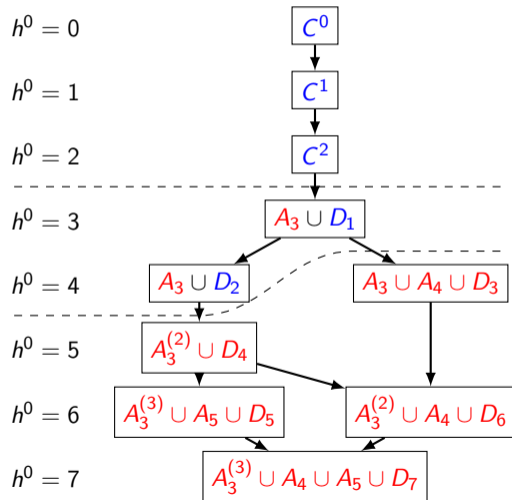 h⁰ = 0 C⁰
h⁰ = 1 C¹
h⁰ = 2 C²
h⁰ = 3 A₃ ∪ D₁
h⁰ = 4 A₃ ∪ D₂ A₃ ∪ A₄ ∪ D₃
h⁰ = 5 A₃⁽²⁾ ∪ D₄
h⁰ = 6 A₃⁽³⁾ ∪ A₅ ∪ D₅ A₃⁽²⁾ ∪ A₄ ∪ D₆
h⁰ = 7 A₃⁽³⁾ ∪ A₄ ∪ A₅ ∪ D₇